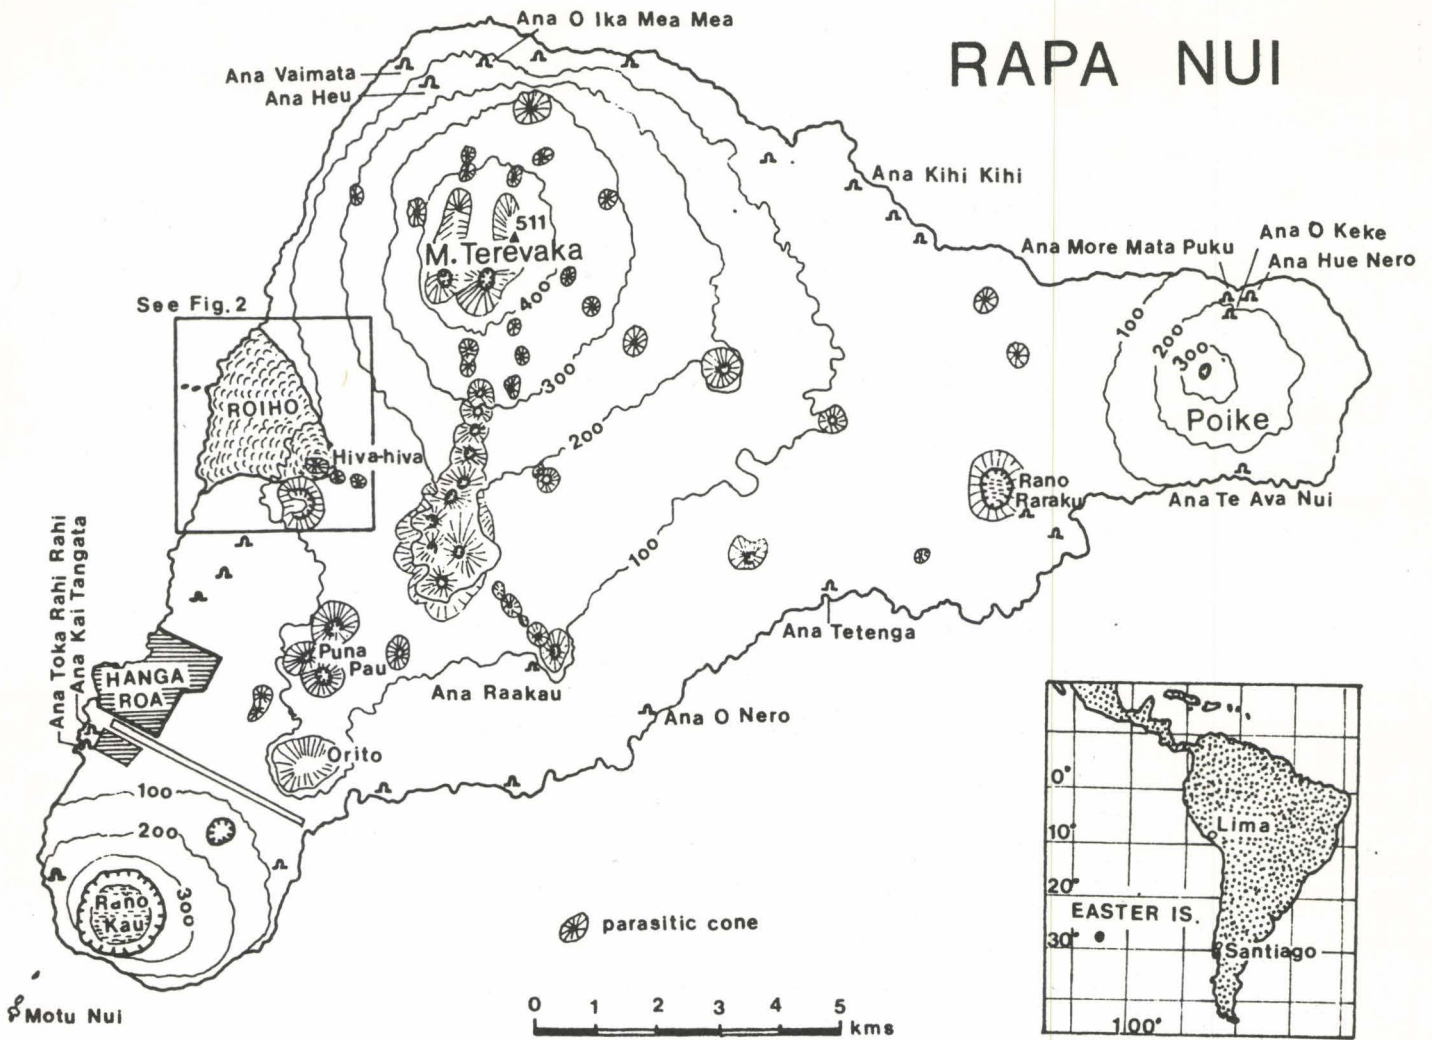 RAPA NUI
Ana O Ika Mea Mea
Ana Vaimata
Ana Heu
Ana Kihi Kihi
511
M. Terevaka
400
300
200
100
Ana More Mata Puku
Ana O Keke
Ana Hue Nero
100
200
300
Poike
See Fig. 2
ROIHO
Hiva-hiva
Rano
Raraku
Ana Te Ava Nui
Ana Toka Rahi Rahi
Ana Kai Tangata
Ana Tetenga
Puna
Pau
HANGA
ROA
Ana Raakau
Ana O Nero
Orito
100
200
300
Rano
Kau
Motu Nui
parasitic cone
0 1 2 3 4 5
kms
0°
10°
20°
30°
100°
Lima
EASTER IS.
Santiago